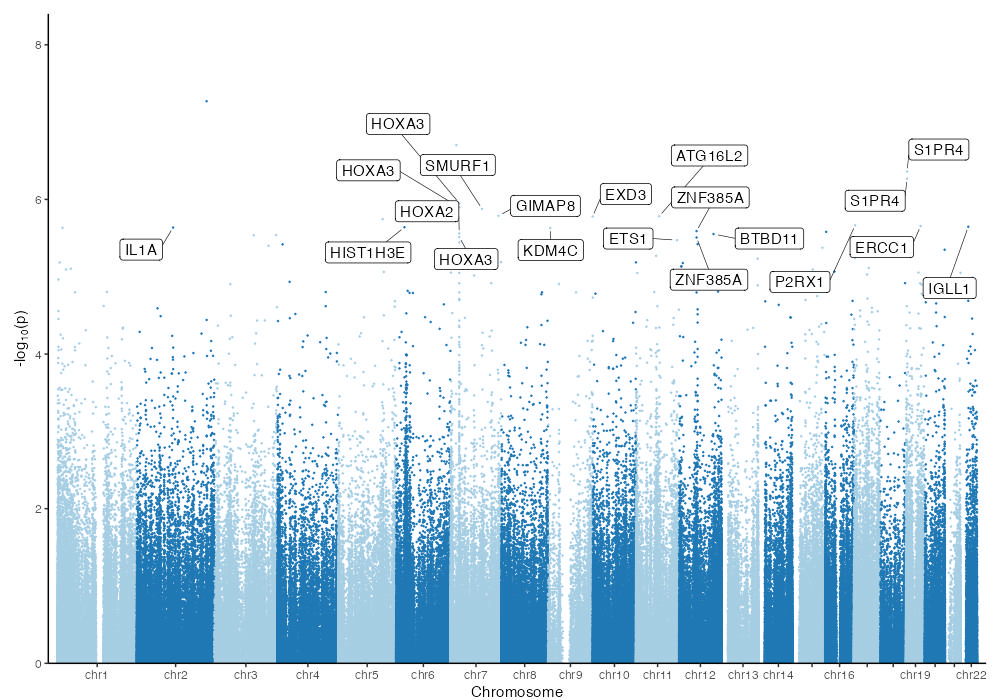 8
HOXA3
S1PR4
ATG16L2
HOXA3
SMURF1
6
EXD3
ZNF385A
S1PR4
HOXA2
GIMAP8
IL1A
HIST1H3E
HOXA3
KDM4C
ETS1
BTBD11
ERCC1
ZNF385A
P2RX1
IGLL1
-log10(p)
4
2
0
chr1 chr2 chr3 chr4 chr5 chr6 chr7 chr8 chr9 chr10 chr11 chr12 chr13 chr14 chr16 chr19 chr22
Chromosome